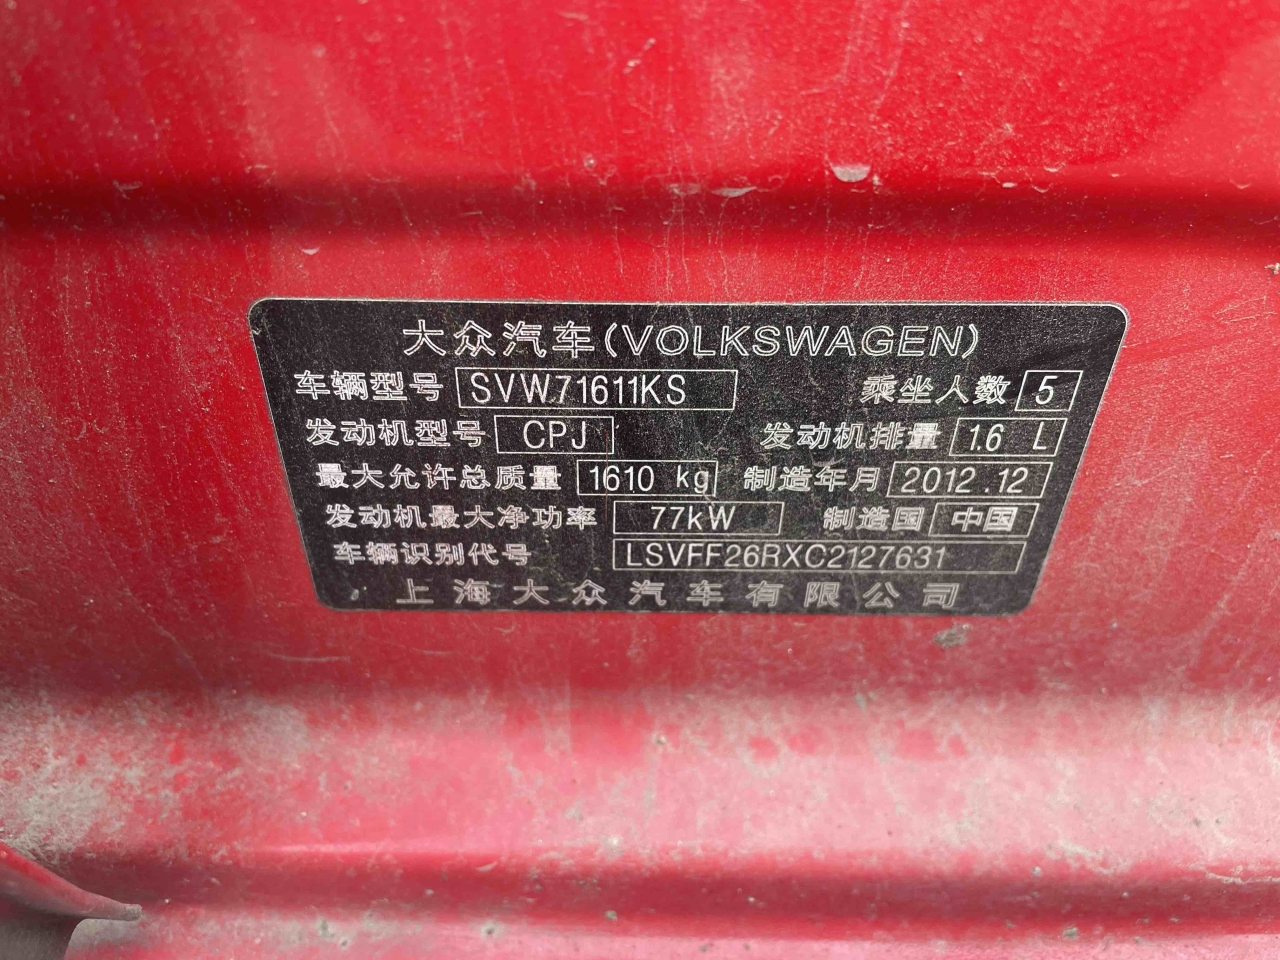 大众汽车(VOLKSWAGEN)
车辆型号 SVW71611KS 乘坐人数 5
发动机型号 CPJ 发动机排量 1.6 L
最大允许总质量 1610 kg 制造年月 2012.12
发动机最大净功率 77kW 制造国 中国
车辆识别代号 LSVFF26RXC2127631
上海大众汽车有限公司